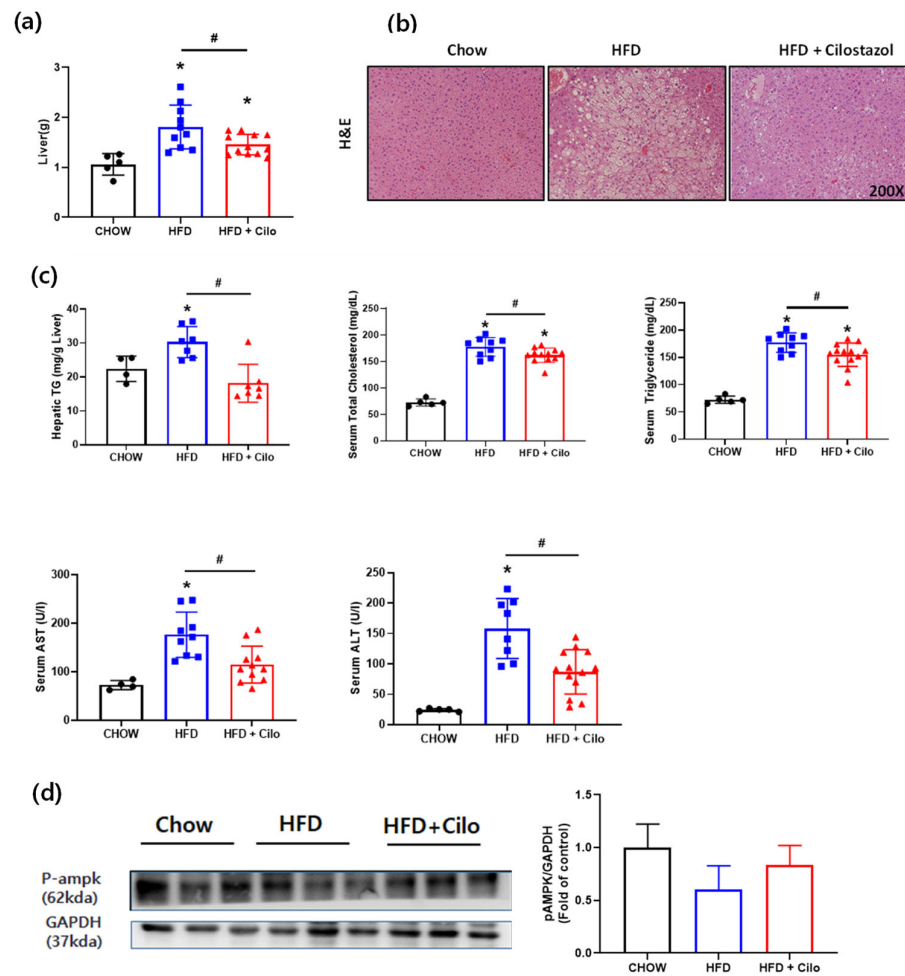 (a)
#
*
*
Liver(g)
3
2
1
0
CHOW
HFD
HFD + Cilo
(b)
Chow
HFD
HFD + Cilostazol
H&E
200X
(c)
#
*
Hepatic TG (mg/g Liver)
40
30
20
10
0
CHOW
HFD
HFD + Cilo
#
*
*
Serum Total Cholesterol (mg/dL)
250
200
150
100
50
0
CHOW
HFD
HFD + Cilo
#
*
*
Serum Triglyceride (mg/dL)
250
200
150
100
50
0
CHOW
HFD
HFD + Cilo
#
*
Serum AST (U/l)
300
200
100
0
CHOW
HFD
HFD + Cilo
#
*
Serum ALT (U/l)
250
200
150
100
50
0
CHOW
HFD
HFD + Cilo
(d)
Chow
HFD
HFD+Cilo
P-ampk
(62kda)
GAPDH
(37kda)
pAMPK/GAPDH
(Fold of control)
1.5
1.0
0.5
0.0
CHOW
HFD
HFD + Cilo